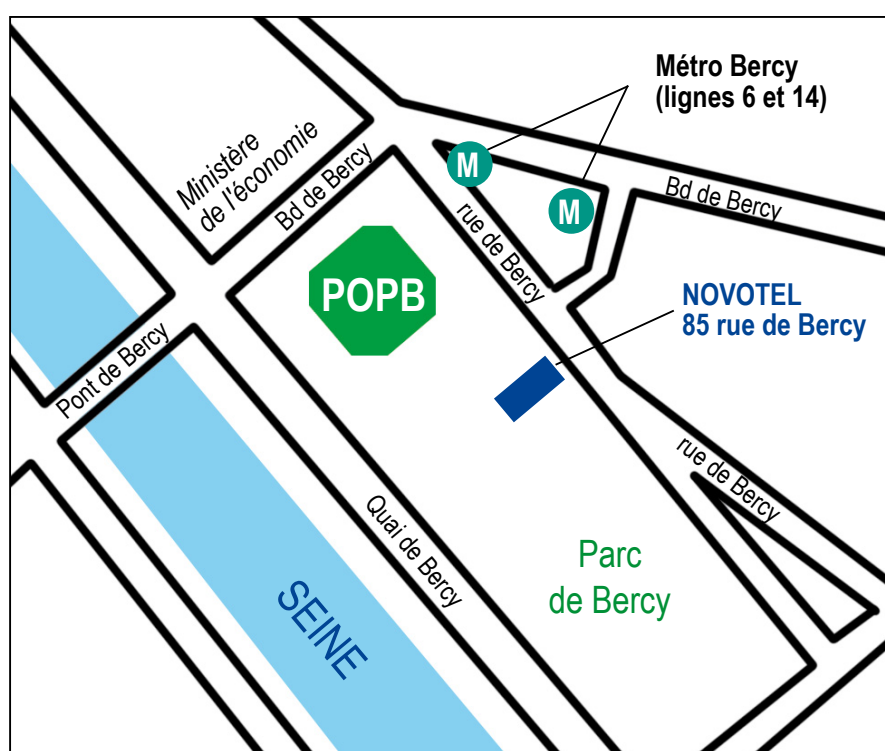 Métro Bercy
(lignes 6 et 14)
Ministère
de l'économie
Bd de Bercy
M
M
rue de Bercy
Bd de Bercy
POPB
NOVOTEL
85 rue de Bercy
Pont de Bercy
rue de Bercy
Quai de Bercy
Parc
de Bercy
SEINE